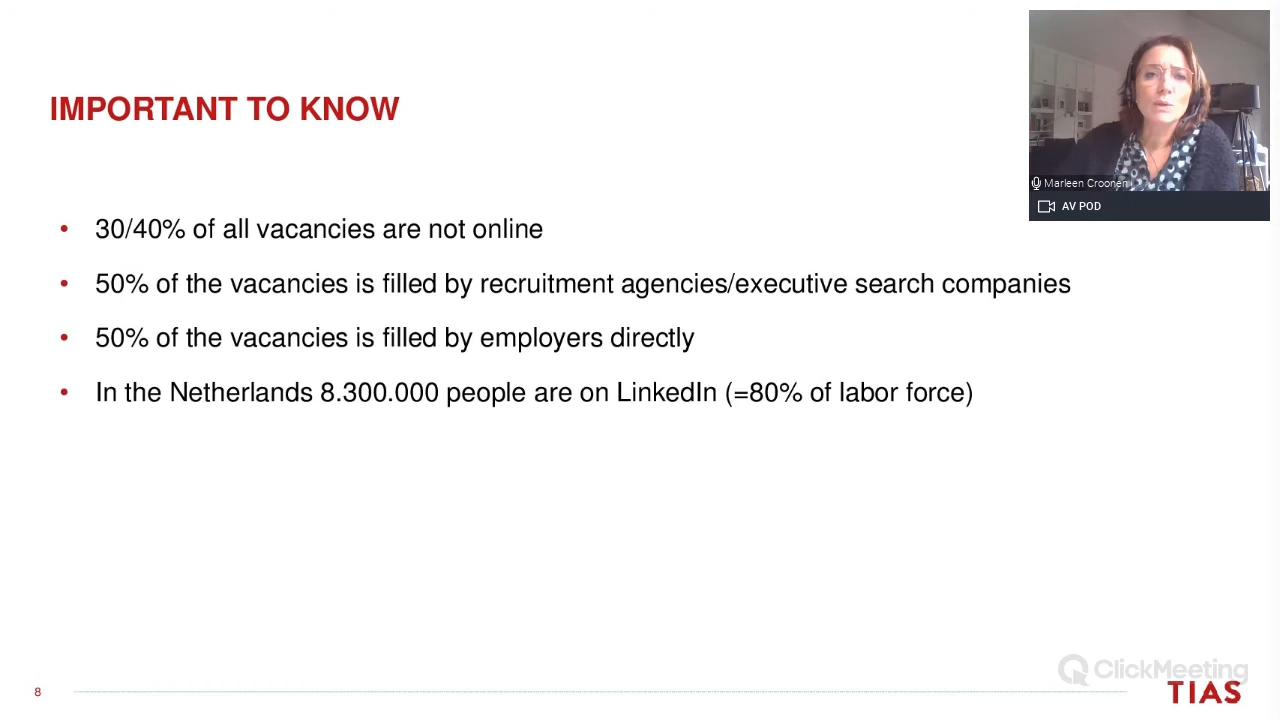 IMPORTANT TO KNOW
• 30/40% of all vacancies are not online
• 50% of the vacancies is filled by recruitment agencies/executive search companies
• 50% of the vacancies is filled by employers directly
• In the Netherlands 8.300.000 people are on LinkedIn (=80% of labor force)
Marleen Croonen
AV POD
8
ClickMeeting
TIAS